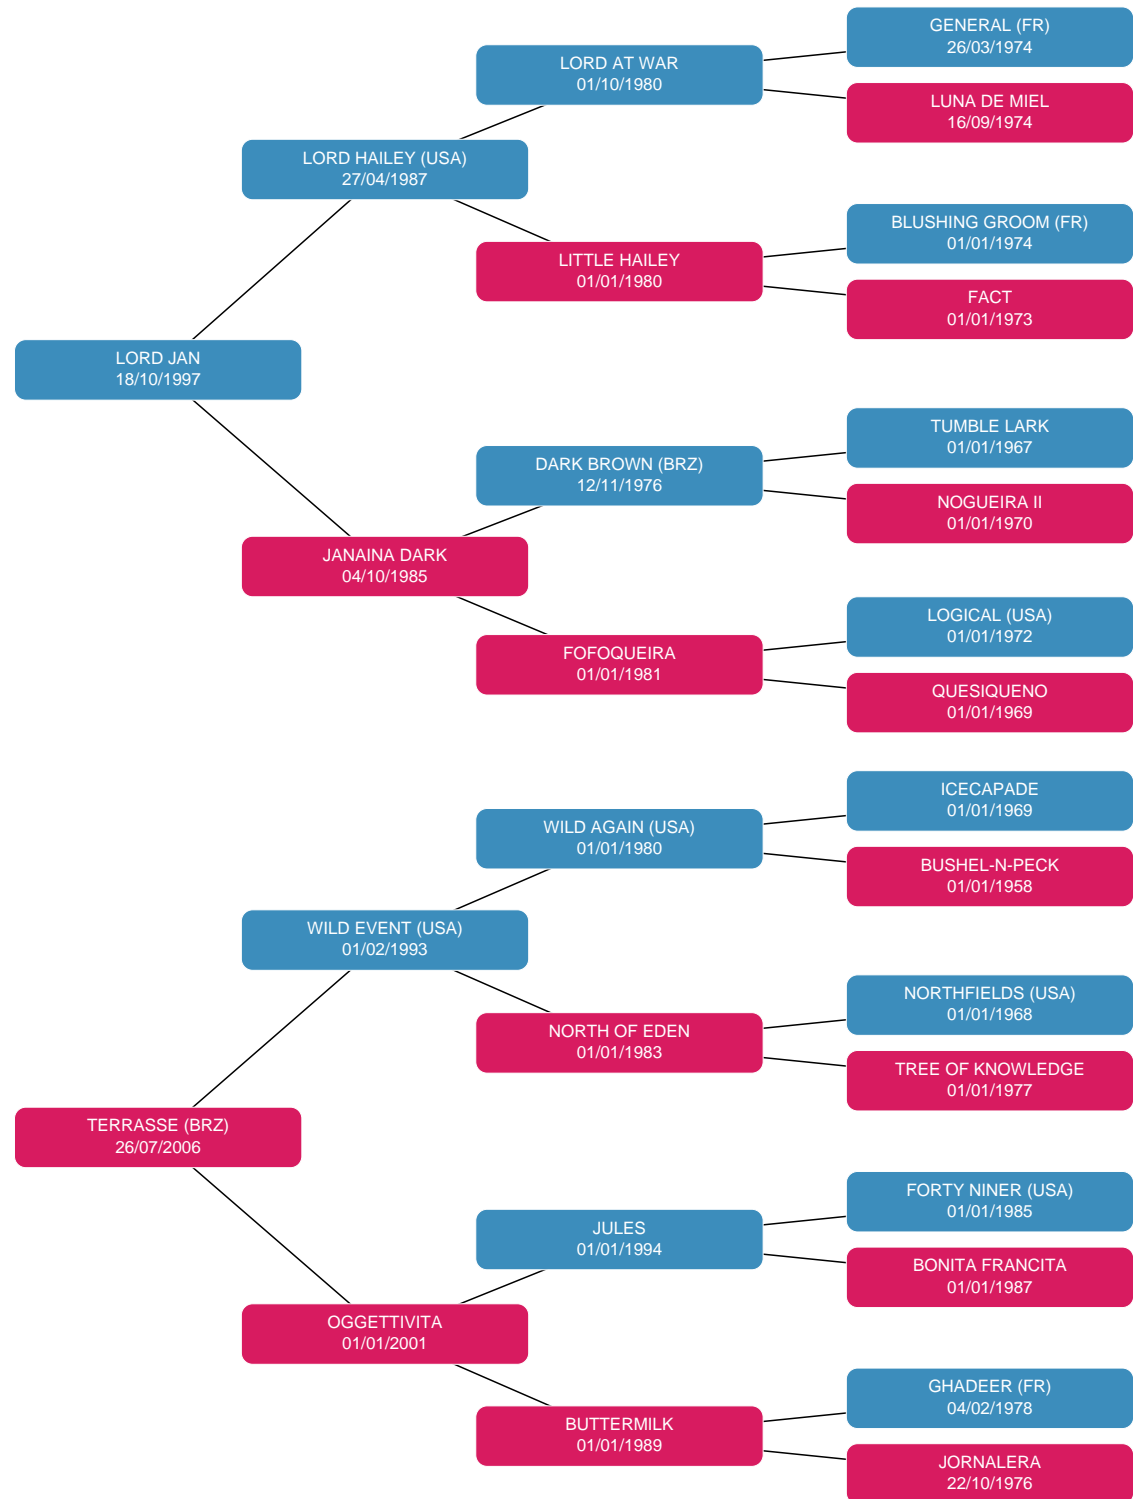 GENERAL (FR)
26/03/1974
LORD AT WAR
01/10/1980
LUNA DE MIEL
16/09/1974
LORD HAILEY (USA)
27/04/1987
BLUSHING GROOM (FR)
01/01/1974
LITTLE HAILEY
01/01/1980
FACT
01/01/1973
LORD JAN
18/10/1997
TUMBLE LARK
01/01/1967
DARK BROWN (BRZ)
12/11/1976
NOGUEIRA II
01/01/1970
JANAINA DARK
04/10/1985
LOGICAL (USA)
01/01/1972
FOFOQUEIRA
01/01/1981
QUESIQUENO
01/01/1969
ICECAPADE
01/01/1969
WILD AGAIN (USA)
01/01/1980
BUSHEL-N-PECK
01/01/1958
WILD EVENT (USA)
01/02/1993
NORTHFIELDS (USA)
01/01/1968
NORTH OF EDEN
01/01/1983
TREE OF KNOWLEDGE
01/01/1977
TERRASSE (BRZ)
26/07/2006
FORTY NINER (USA)
01/01/1985
JULES
01/01/1994
BONITA FRANCITA
01/01/1987
OGGETTIVITA
01/01/2001
GHADEER (FR)
04/02/1978
BUTTERMILK
01/01/1989
JORNALERA
22/10/1976